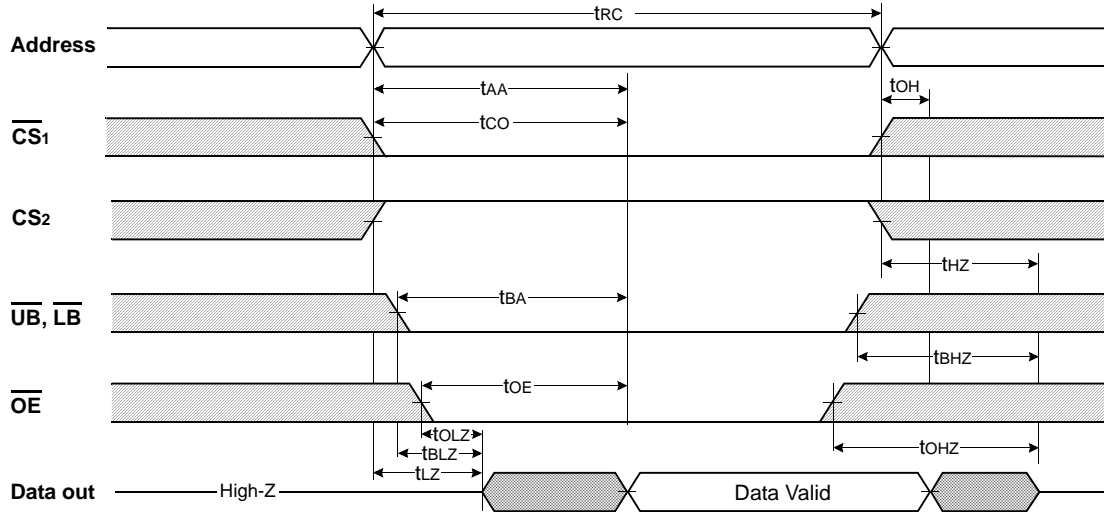 tRC
Address
tAA
tOH
tCO
CS1
CS2
tHZ
tBA
UB, LB
tBHZ
tOE
OE
tOLZ
tBLZ
tOHZ
tLZ
Data out
High-Z
Data Valid